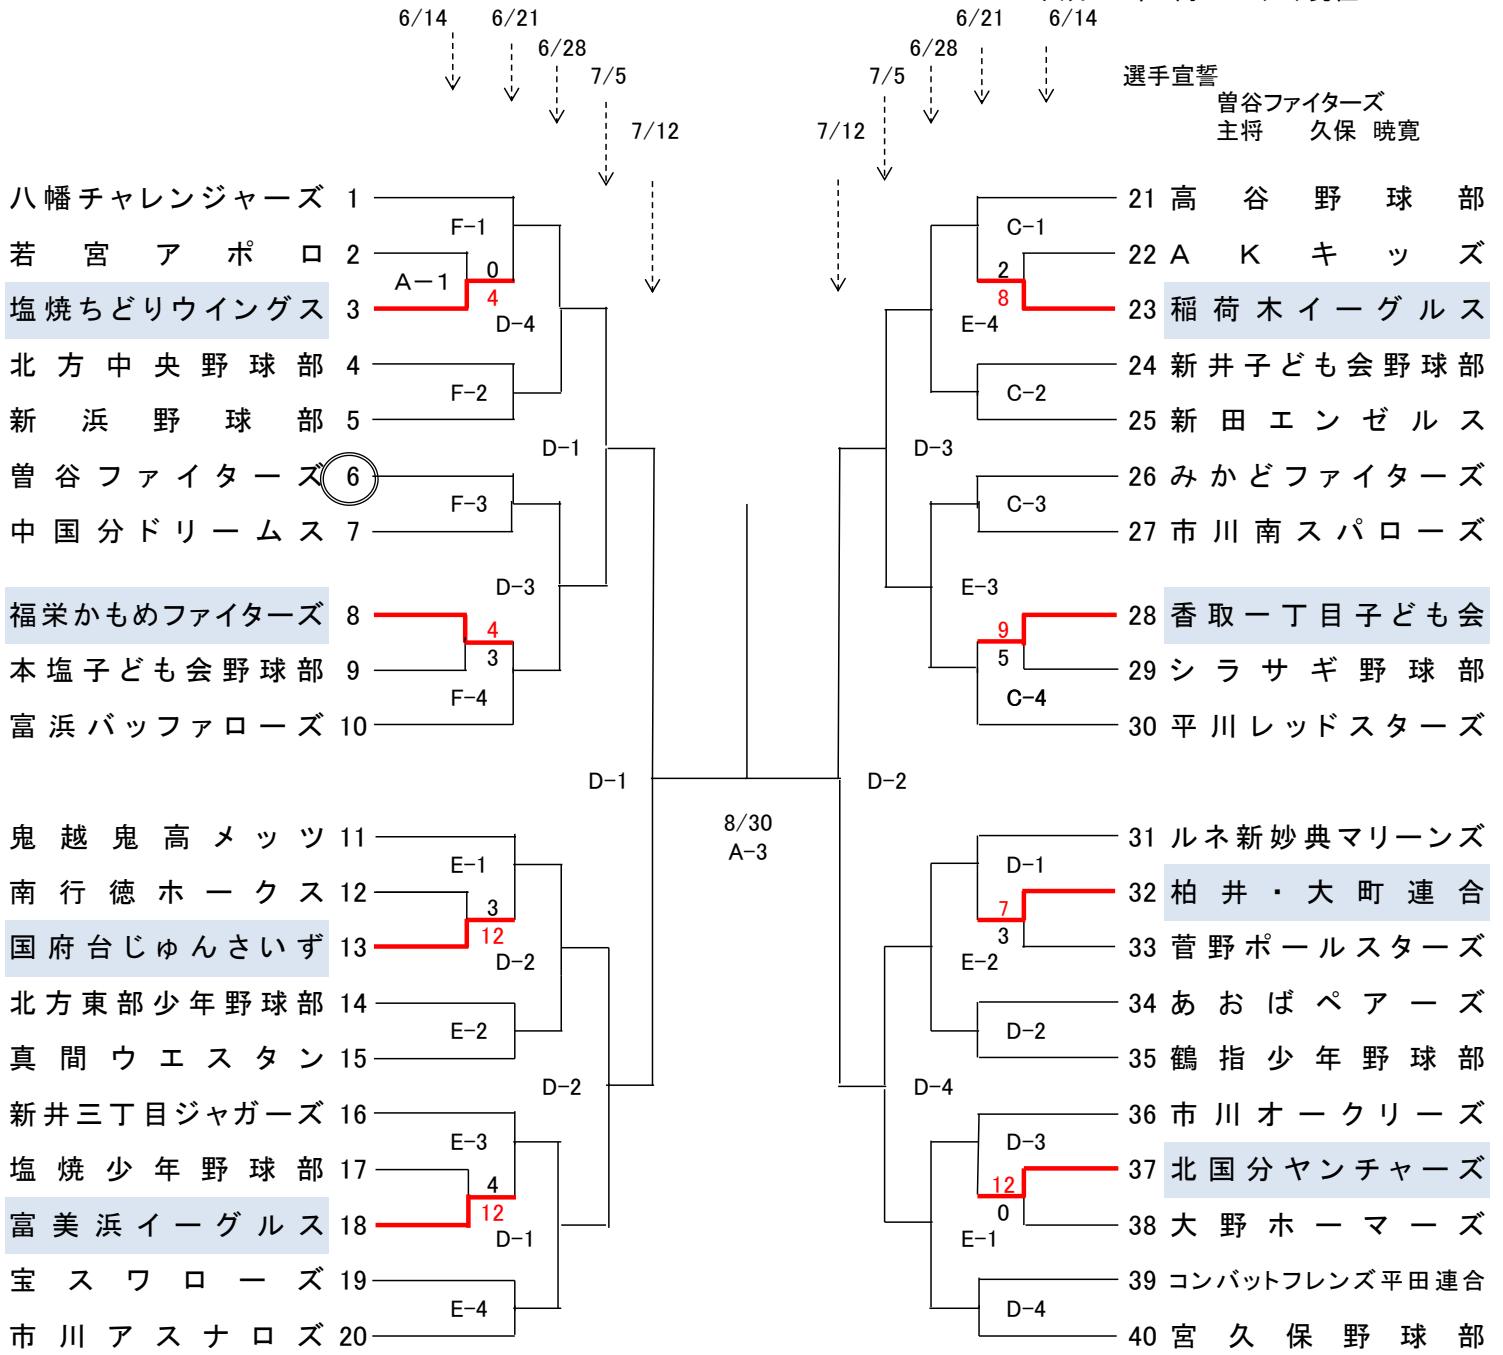 6/14 6/21 6/21 6/14
6/28 6/28
7/5 7/5 選手宣誓
曽谷ファイターズ
7/12 7/12 主将 久保 暁寛
八幡チャレンジャーズ 1
F-1
若宮アポロ 2
A-1 0
塩焼ちどりウイングス 3 4
D-4
北方中央野球部 4
F-2
新浜野球部 5
D-1
曽谷ファイターズ 6
F-3
中国分ドリームス 7
D-3
福栄かもめファイターズ 8
4
3
本塩子ども会野球部 9
F-4
富浜バッファローズ 10
D-1
鬼越鬼高メッツ 11
E-1
南行徳ホークス 12
3
国府台じゅんさいず 13 12
D-2
北方東部少年野球部 14
E-2
真間ウエスタン 15
D-2
新井三丁目ジャガーズ 16
E-3
塩焼少年野球部 17
4
富美浜イーグルス 18 12
D-1
宝スワローズ 19
E-4
市川アスナロズ 20
8/30
A-3
21 高谷野球部
C-1
22 AKキッズ
2
8 23 稲荷木イーグルス
E-4
24 新井子ども会野球部
C-2
25 新田エンゼルス
D-3
26 みかどファイターズ
C-3
27 市川南スパローズ
E-3
28 香取一丁目子ども会
9
5
29 シラサギ野球部
C-4
30 平川レッドスターズ
D-2
31 ルネ新妙典マリーンズ
D-1
32 柏井・大町連合
7
3
33 菅野ポールスターズ
E-2
34 あおばペアーズ
D-2
35 鶴指少年野球部
D-4
36 市川オークリーズ
D-3
37 北国分ヤンチャーズ
12
0
38 大野ホーマーズ
E-1
39 コンバットフレンズ平田連合
D-4
40 宮久保野球部